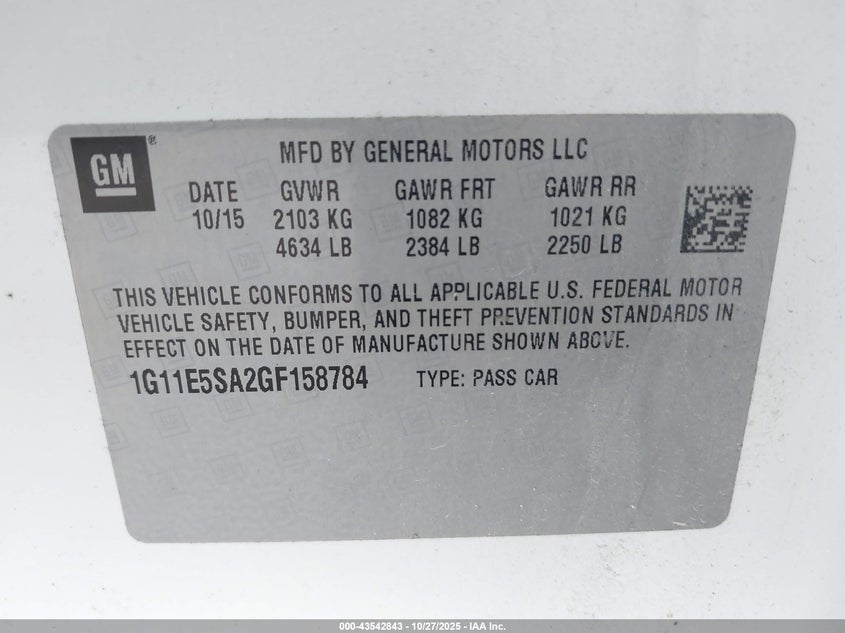 GM ®
MFD BY GENERAL MOTORS LLC
DATE GVWR GAWR FRT GAWR RR
10/15 2103 KG 1082 KG 1021 KG
4634 LB 2384 LB 2250 LB
THIS VEHICLE CONFORMS TO ALL APPLICABLE U.S. FEDERAL MOTOR
VEHICLE SAFETY, BUMPER, AND THEFT PREVENTION STANDARDS IN
EFFECT ON THE DATE OF MANUFACTURE SHOWN ABOVE.
1G11E5SA2GF158784 TYPE: PASS CAR
000-43542843 / 10/27/2025 - IAA Inc.